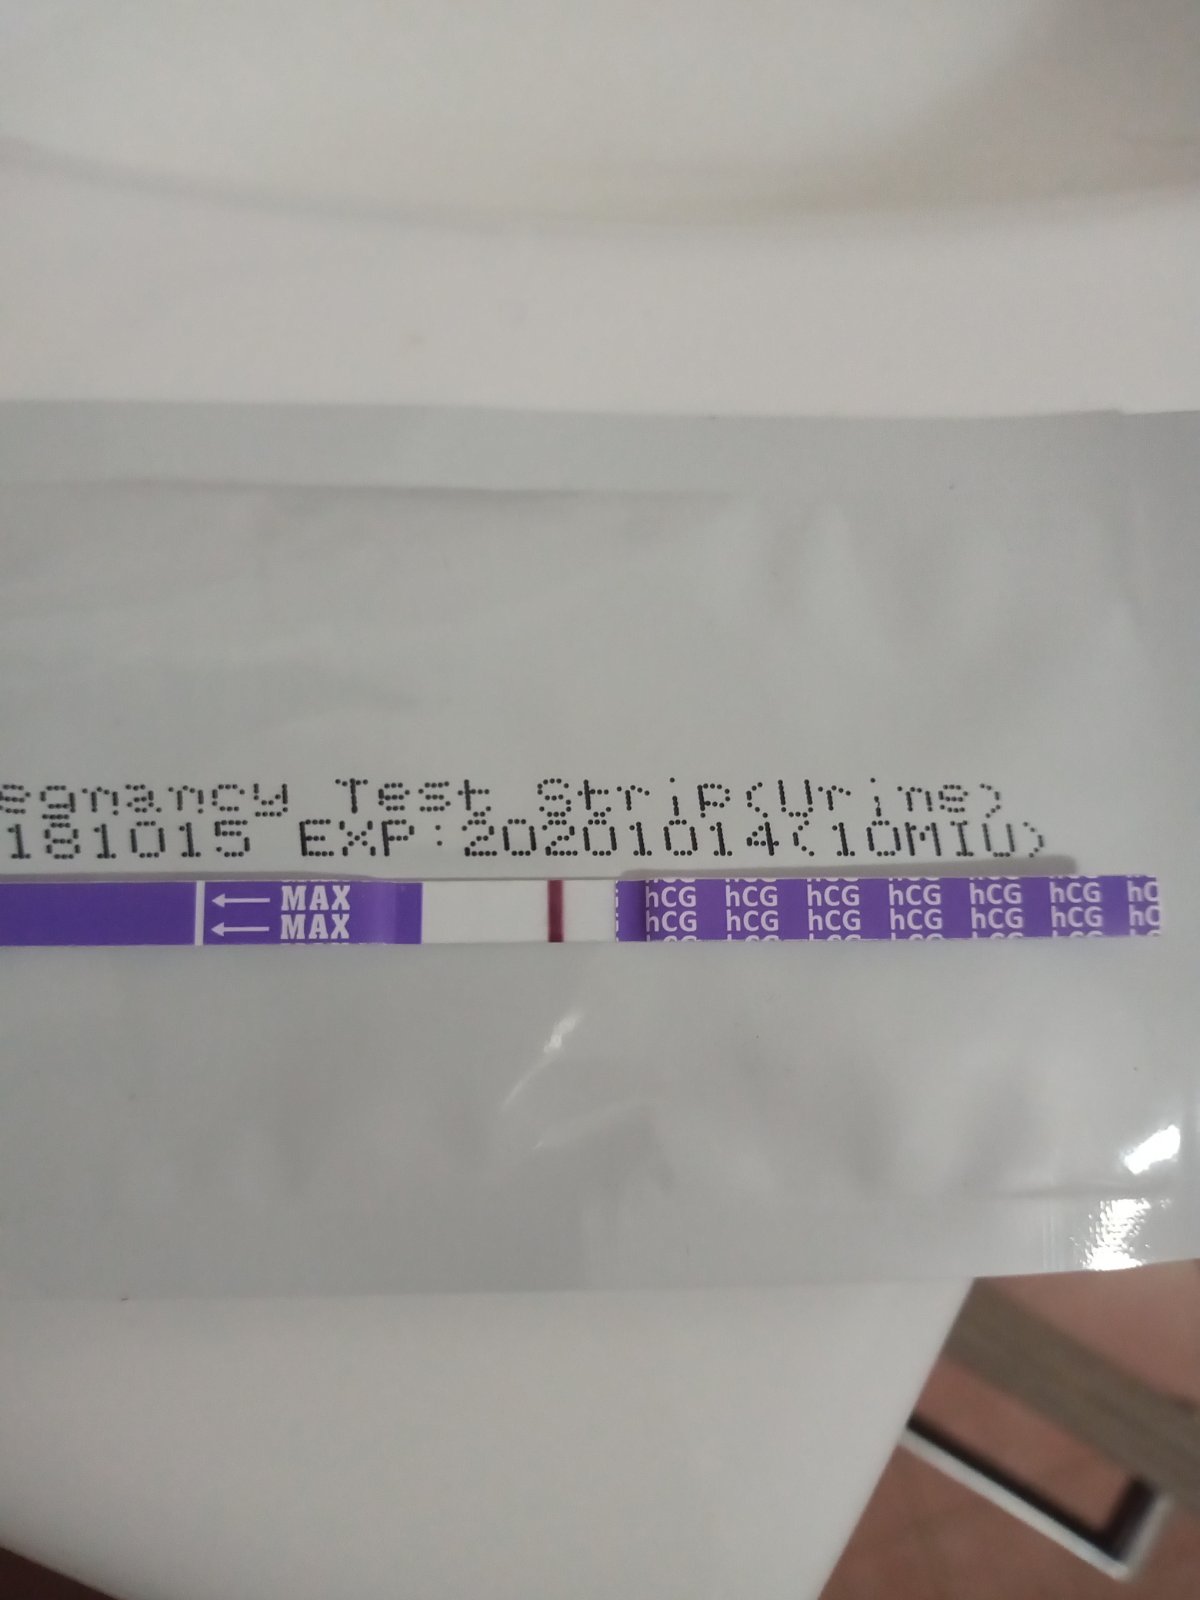 egnancy Test Strip(Urine)
181015 EXP:20201014(10MIU)
MAX hCG hCG hCG hCG hCG hCG
MAX hCG hCG hCG hCG hCG hCG